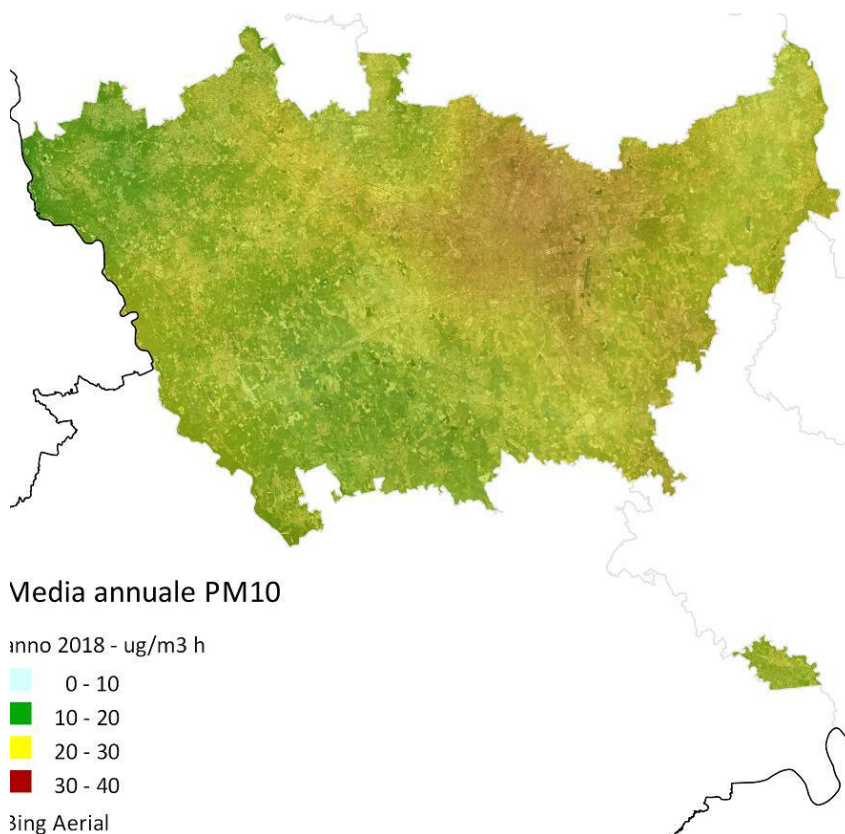 Media annuale PM10
anno 2018 - ug/m3 h
0 - 10
10 - 20
20 - 30
30 - 40
Bing Aerial